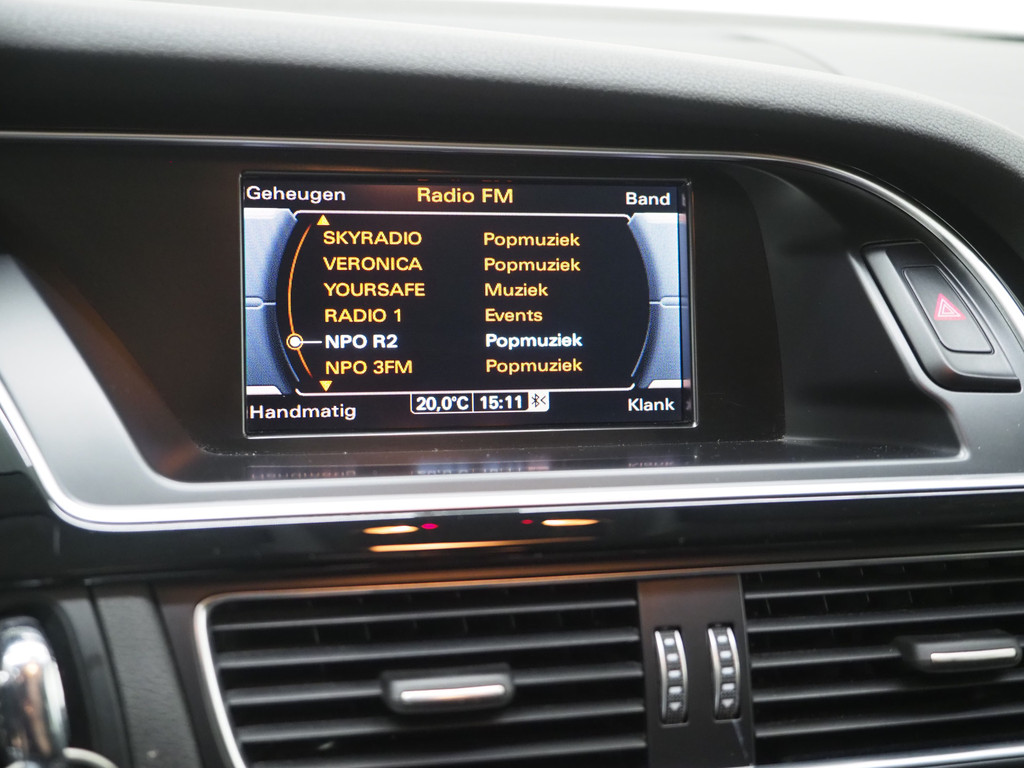 Geheugen Radio FM Band
SKYRADIO Popmuziek
VERONICA Popmuziek
YOURSAFE Muziek
RADIO 1 Events
NPO R2 Popmuziek
NPO 3FM Popmuziek
Handmatig 20,0°C 15:11 Klank